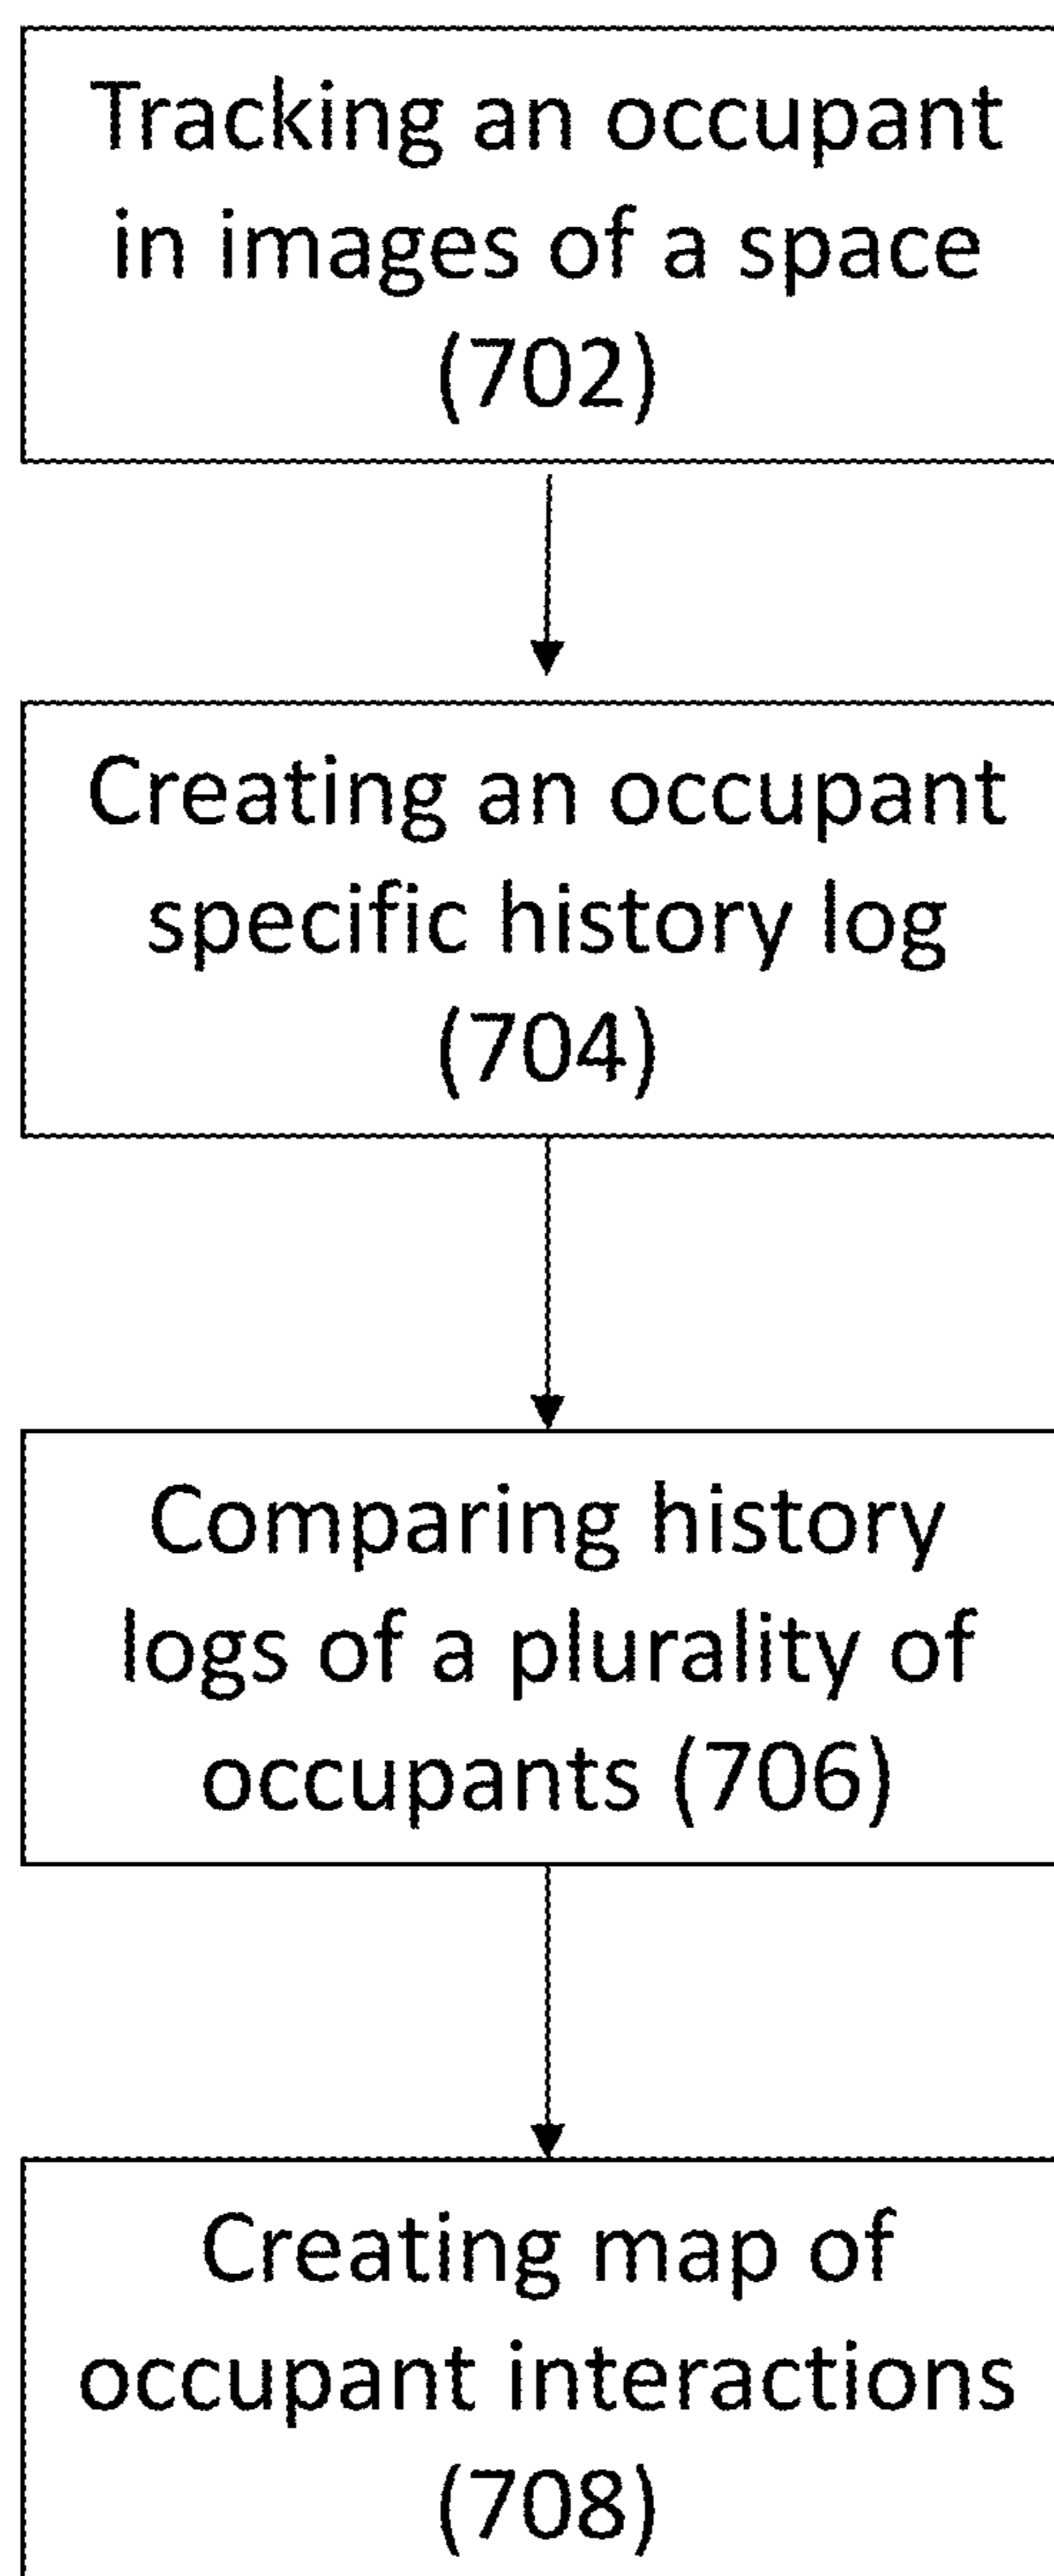 Tracking an occupant
in images of a space
(702)
Creating an occupant
specific history log
(704)
Comparing history
logs of a plurality of
occupants (706)
Creating map of
occupant interactions
(708)